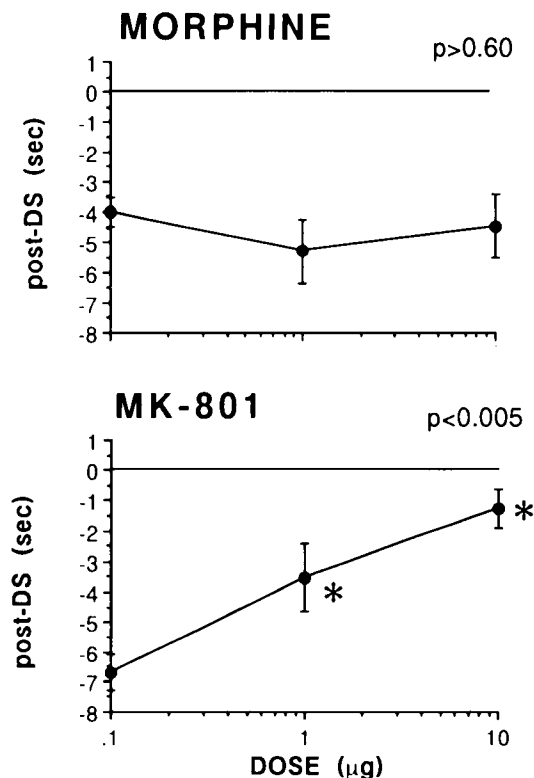 MORPHINE
p>0.60
1
0
-1
-2
-3
-4
-5
-6
-7
-8
post-DS (sec)
MK-801
p<0.005
1
0
-1
-2
-3
-4
-5
-6
-7
-8
post-DS (sec)
*
*
.1 1 10
DOSE (μg)